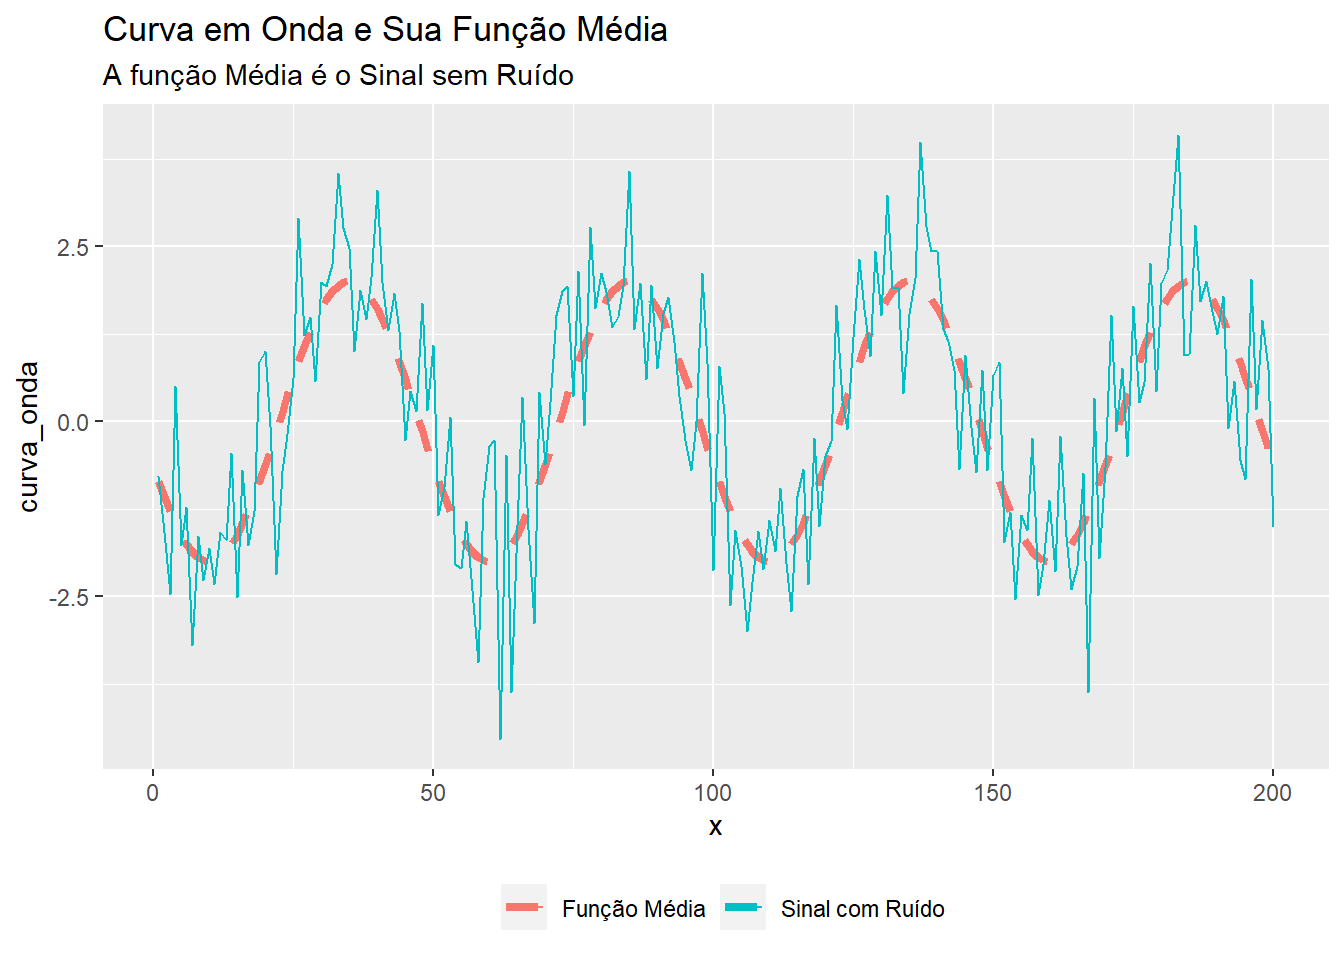 Curva em Onda e Sua Função Média
A função Média é o Sinal sem Ruído
curva_onda
2.5
0.0
-2.5
0 50 100 150 200
x
Função Média Sinal com Ruído